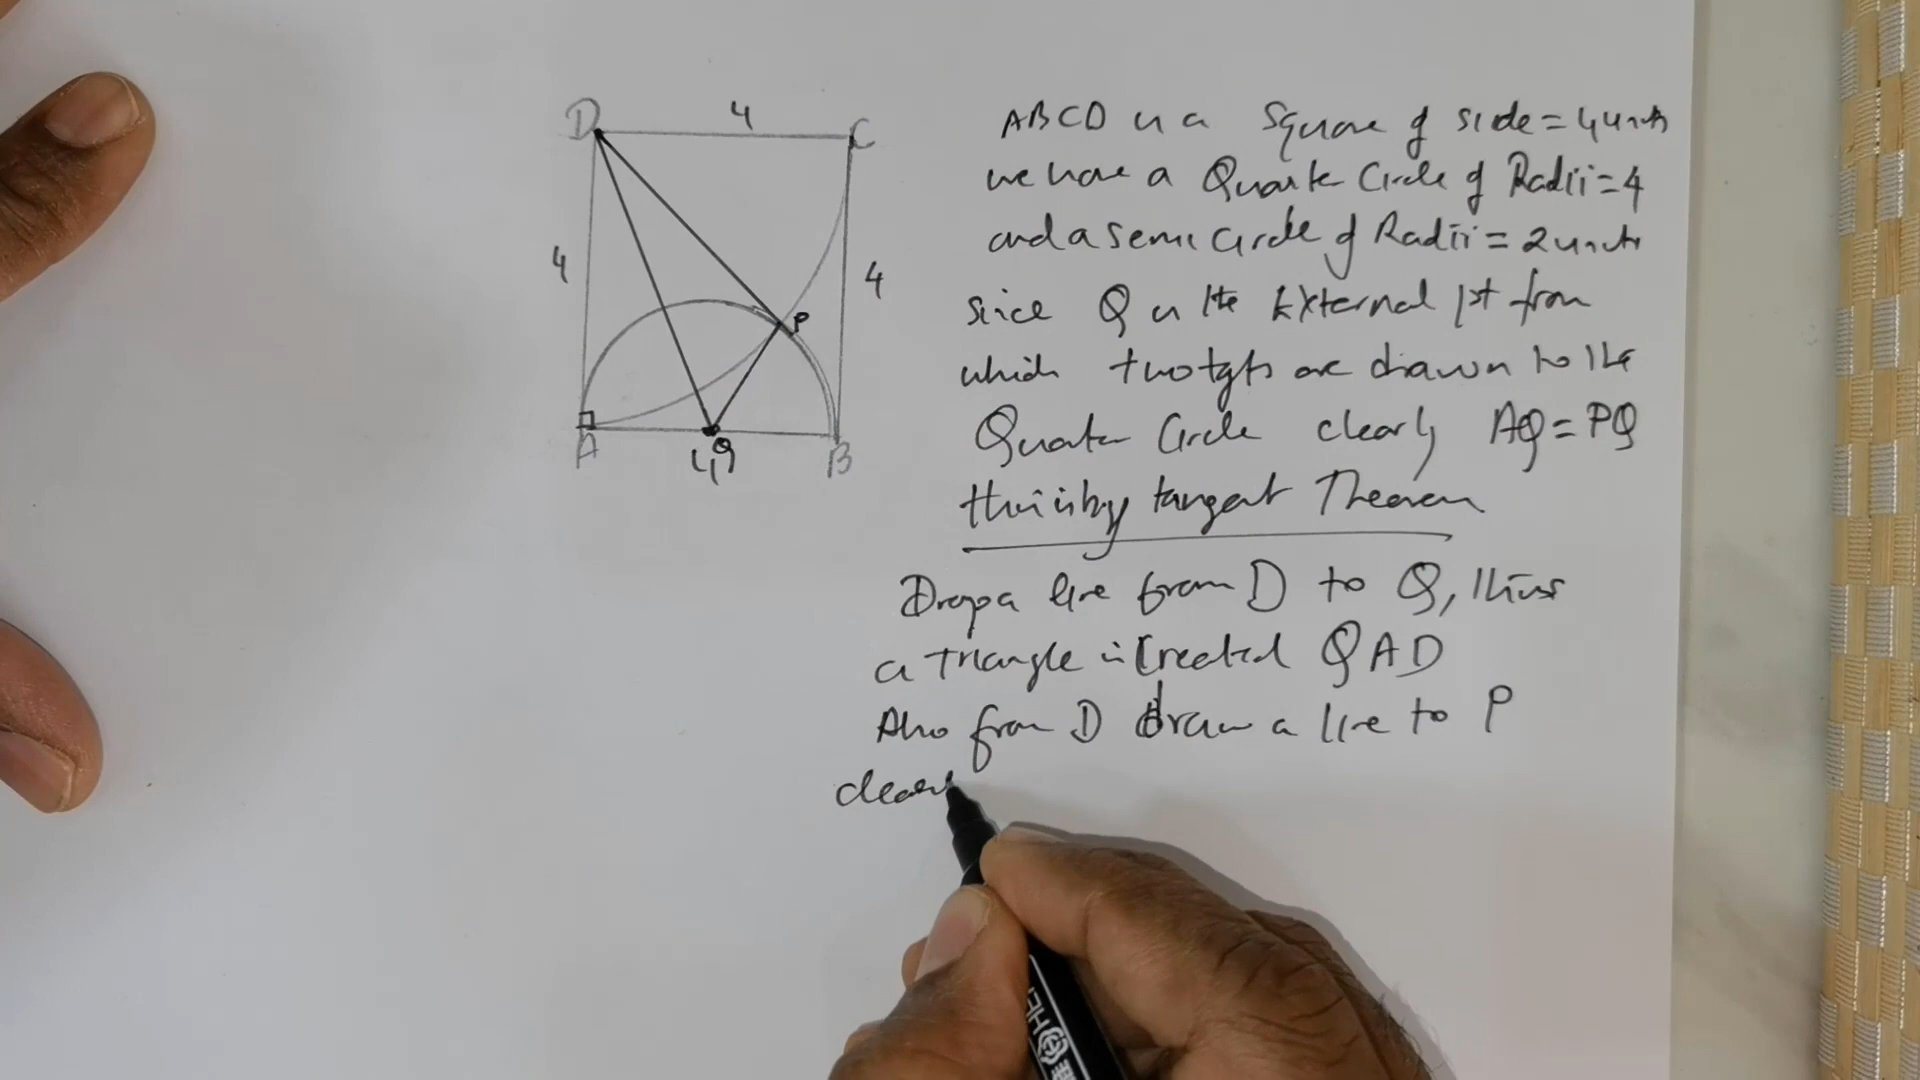 D
4
C
4
4
P
A
4
Q
B
ABCD is a Square of side = 4 units
we have a Quarter Circle of Radii = 4
and a semi circle of Radii = 2 units
since Q is the External pt from
which two tgts are drawn to the
Quarter Circle clearly AQ = PQ
this is by tangent Theorem
Drop a line from D to Q, thus
a Triangle is Created QAD
Also from D draw a line to P
clearly